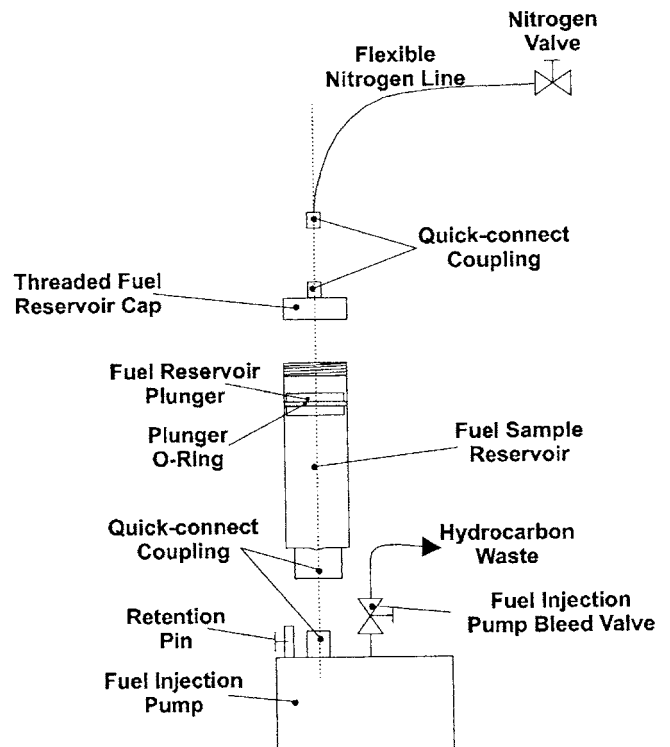 Nitrogen
Valve
Flexible
Nitrogen Line
Quick-connect
Coupling
Threaded Fuel
Reservoir Cap
Fuel Reservoir
Plunger
Plunger
O-Ring
Fuel Sample
Reservoir
Quick-connect
Coupling
Hydrocarbon
Waste
Retention
Pin
Fuel Injection
Pump Bleed Valve
Fuel Injection
Pump